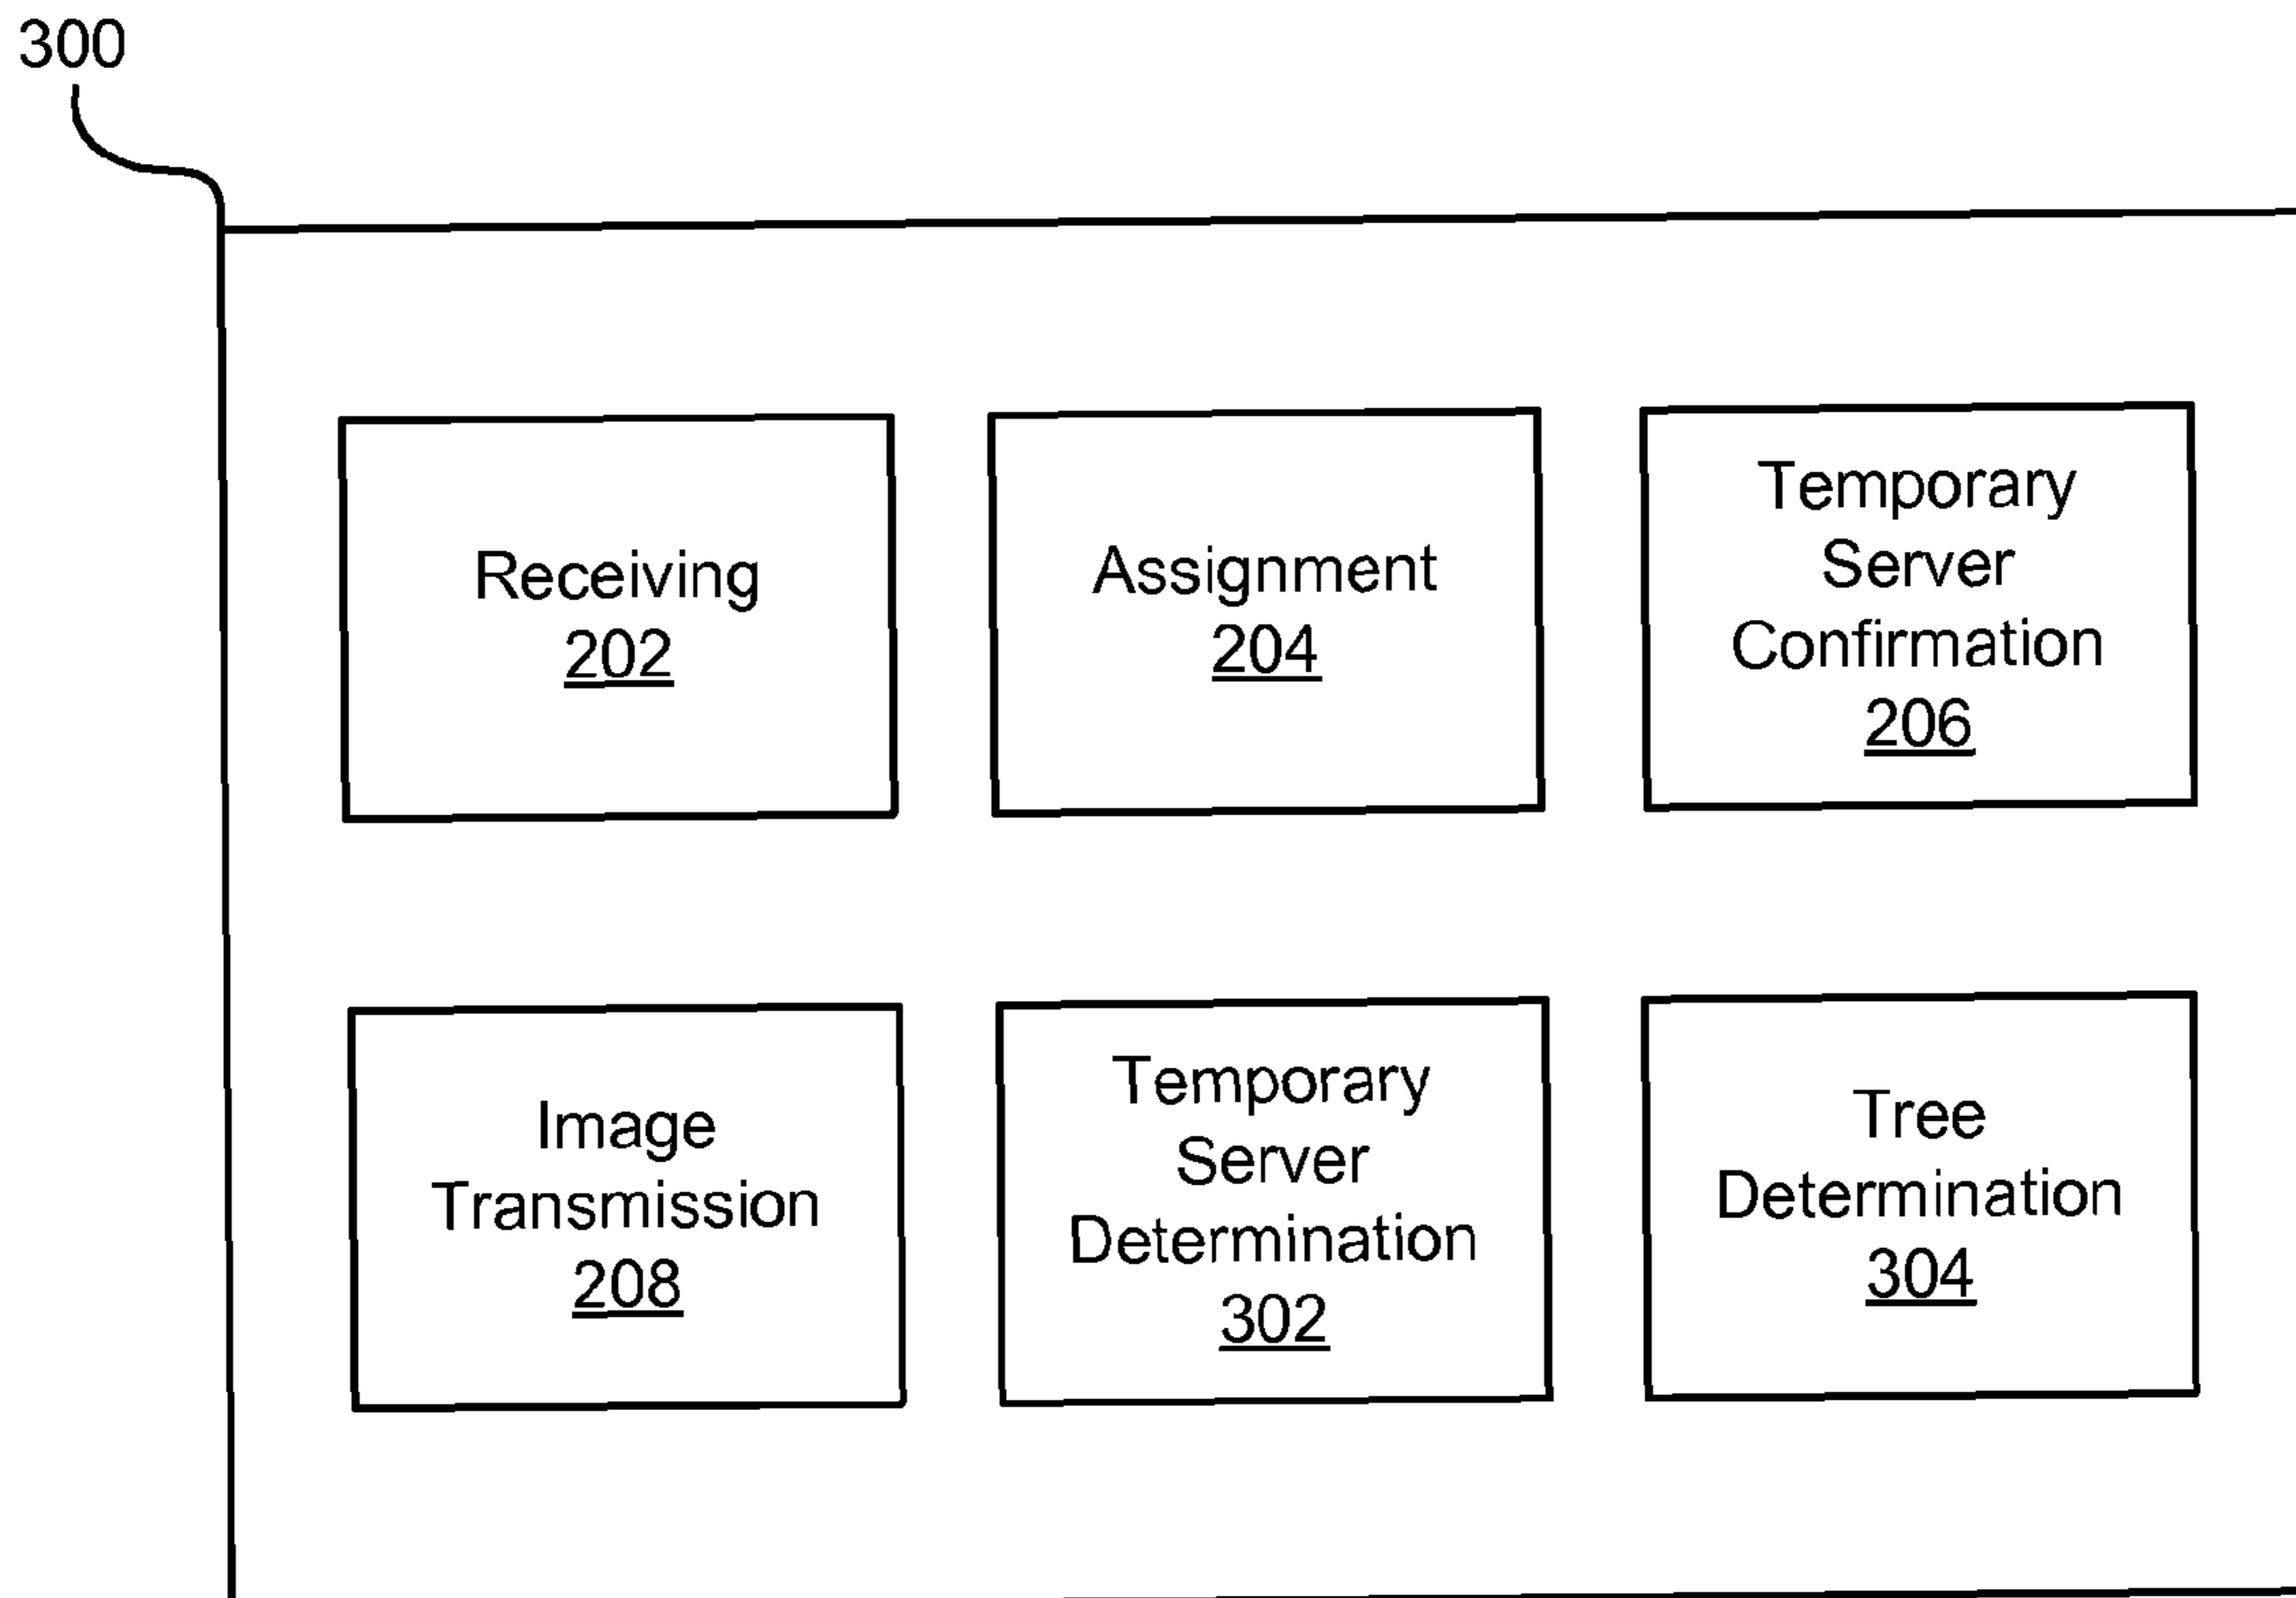 300
Receiving
202
Assignment
204
Temporary
Server
Confirmation
206
Image
Transmission
208
Temporary
Server
Determination
302
Tree
Determination
304